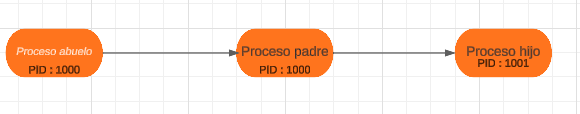 Proceso abuelo
PID : 1000
Proceso padre
PID : 1000
Proceso hijo
PID : 1001